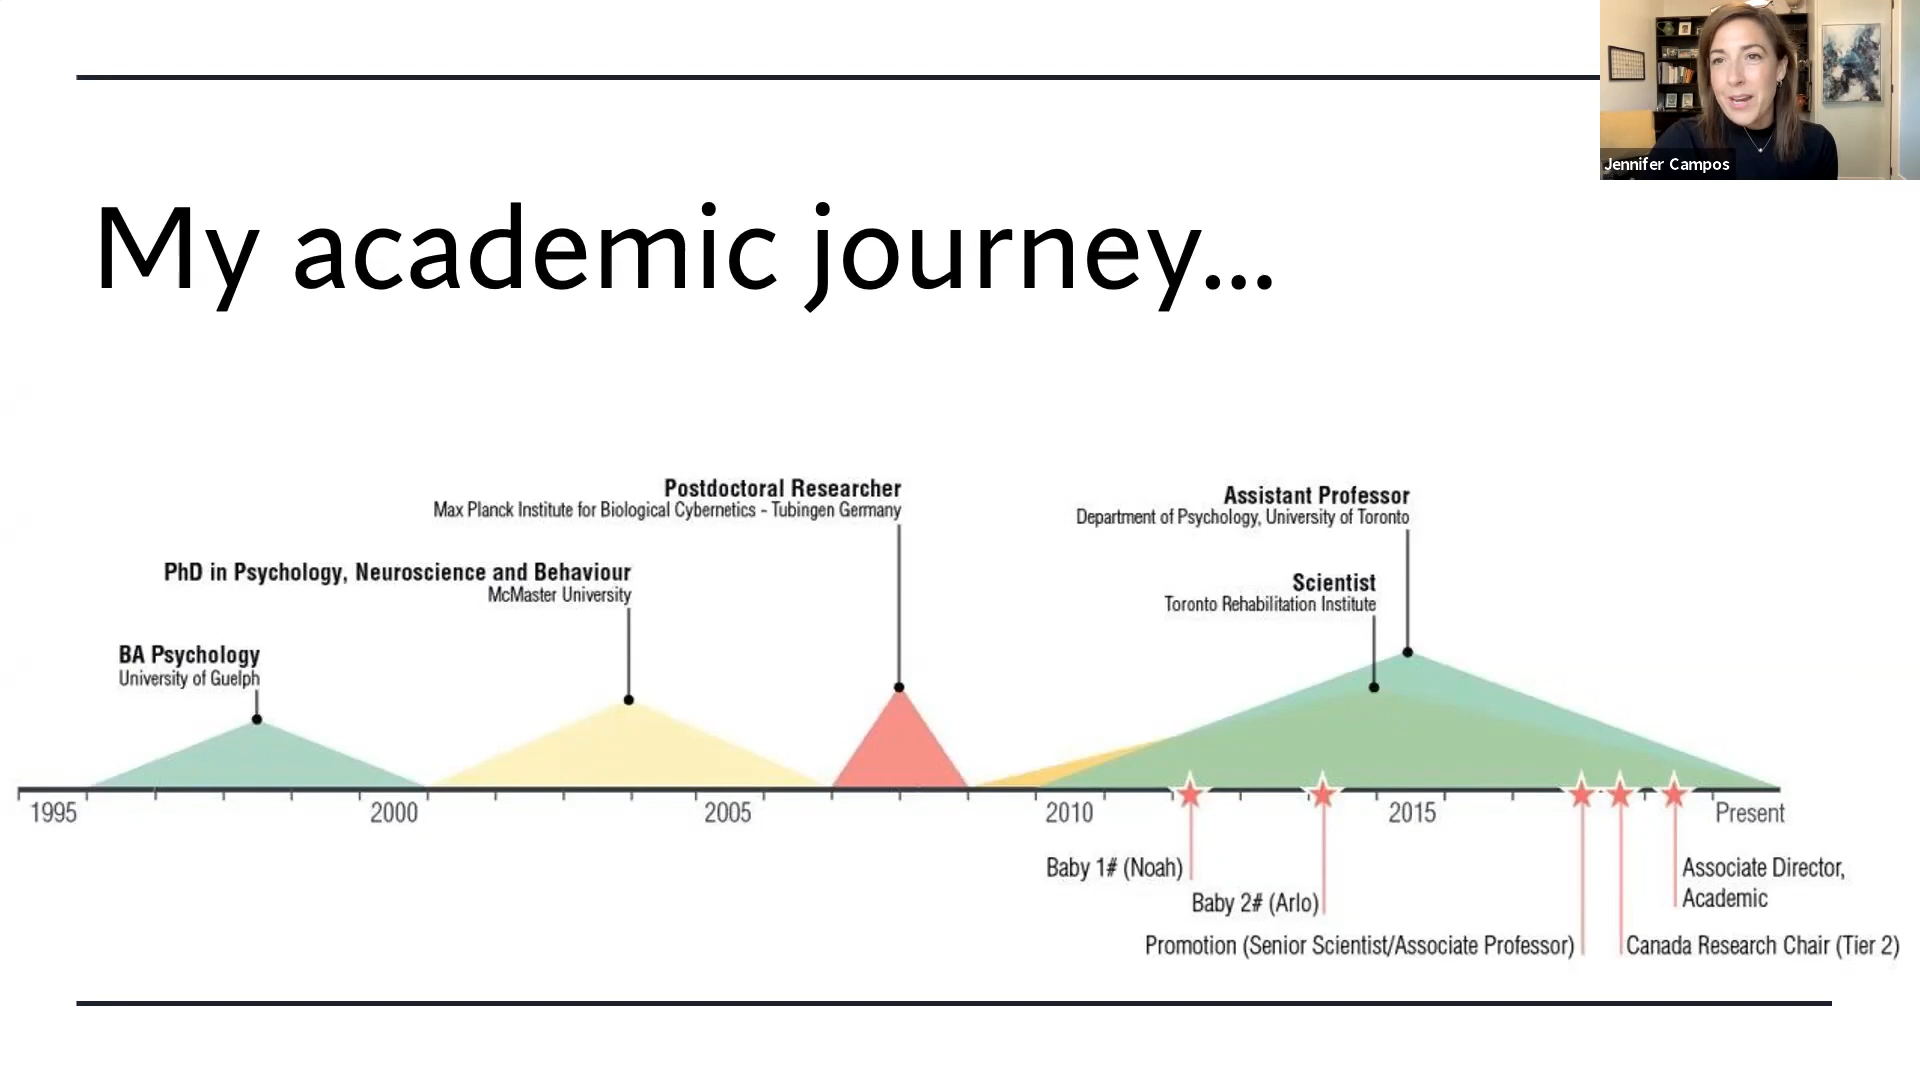 Jennifer Campos
My academic journey...
Postdoctoral Researcher
Max Planck Institute for Biological Cybernetics - Tubingen Germany
Assistant Professor
Department of Psychology, University of Toronto
PhD in Psychology, Neuroscience and Behaviour
McMaster University
Scientist
Toronto Rehabilitation Institute
BA Psychology
University of Guelph
1995 2000 2005 2010 2015 Present
Baby 1# (Noah)
Associate Director,
Academic
Baby 2# (Arlo)
Promotion (Senior Scientist/Associate Professor)
Canada Research Chair (Tier 2)